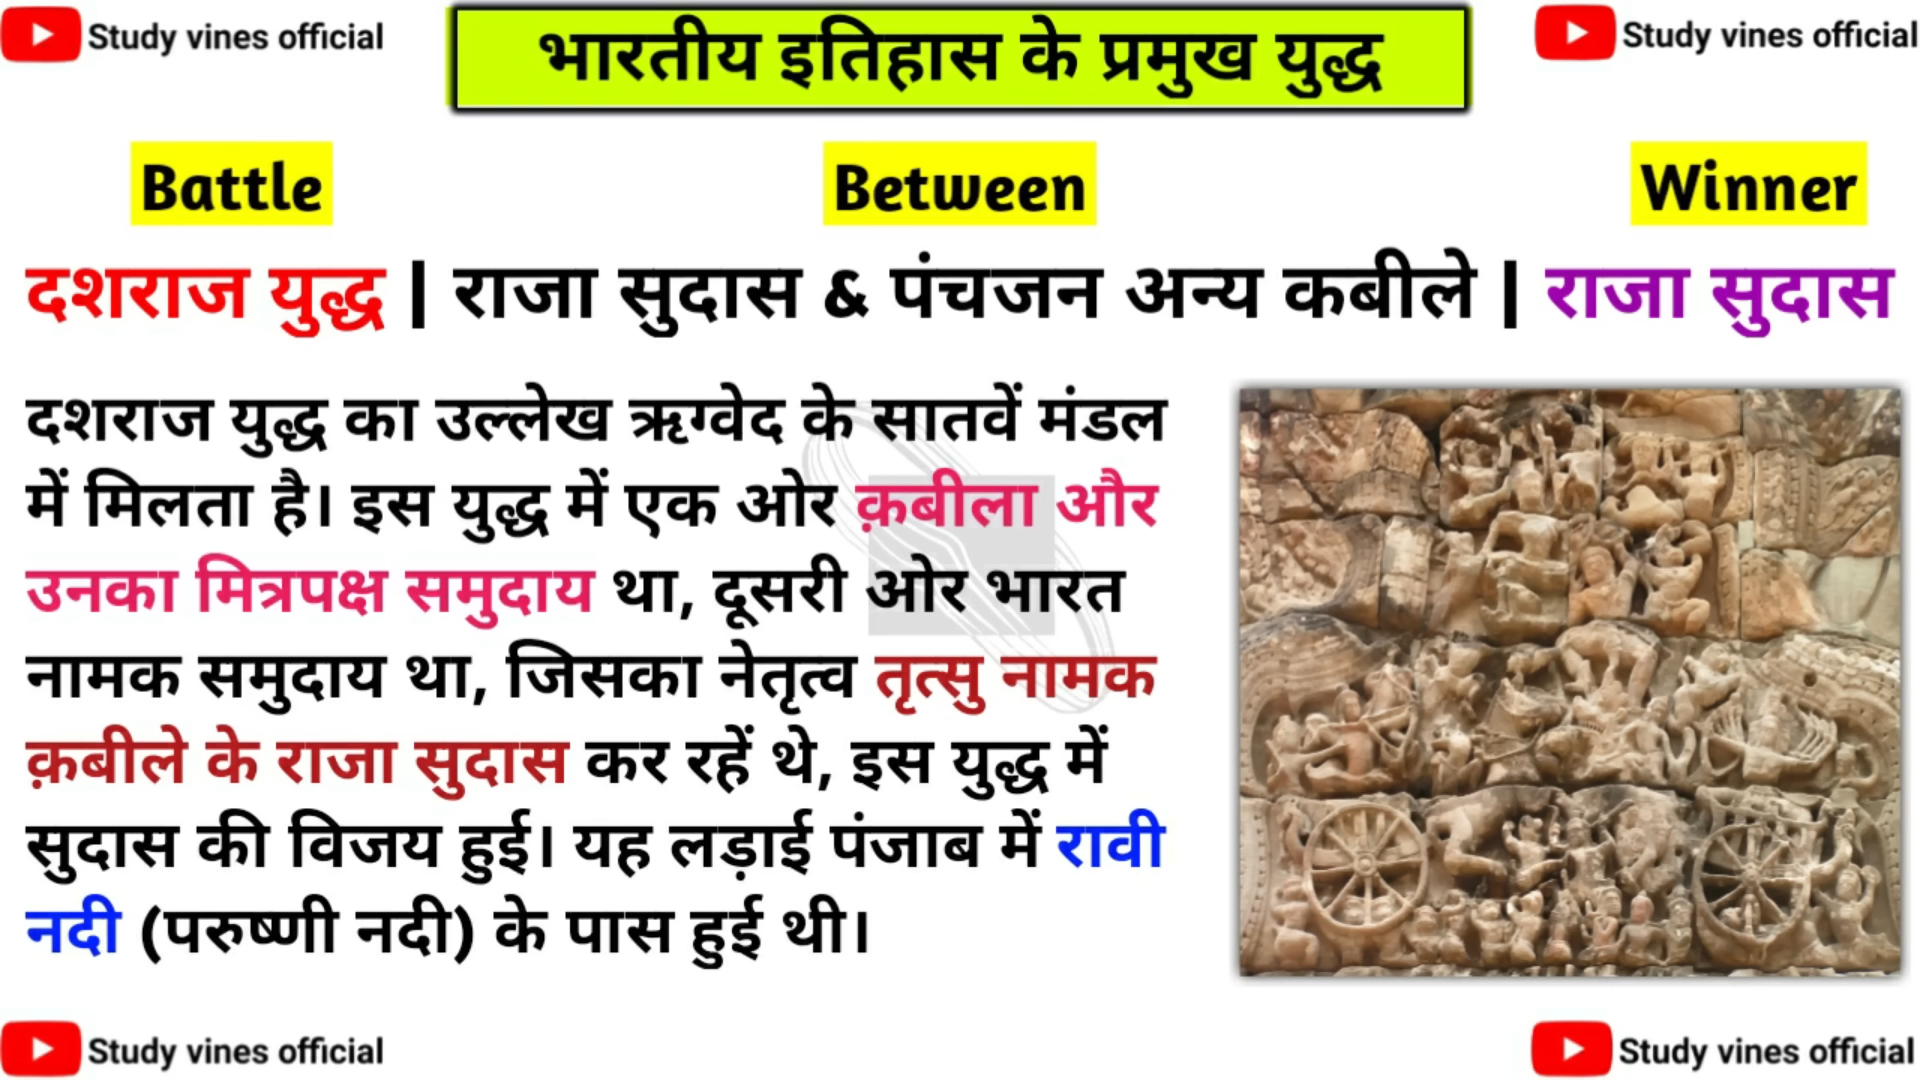 Study vines official
भारतीय इतिहास के प्रमुख युद्ध
Study vines official
Battle
Between
Winner
दशराज युद्ध | राजा सुदास & पंचजन अन्य कबीले | राजा सुदास
दशराज युद्ध का उल्लेख ऋग्वेद के सातवें मंडल
में मिलता है। इस युद्ध में एक ओर क़बीला और
उनका मित्रपक्ष समुदाय था, दूसरी ओर भारत
नामक समुदाय था, जिसका नेतृत्व तृत्सु नामक
क़बीले के राजा सुदास कर रहें थे, इस युद्ध में
सुदास की विजय हुई। यह लड़ाई पंजाब में रावी
नदी (परुष्णी नदी) के पास हुई थी।
Study vines official
Study vines official